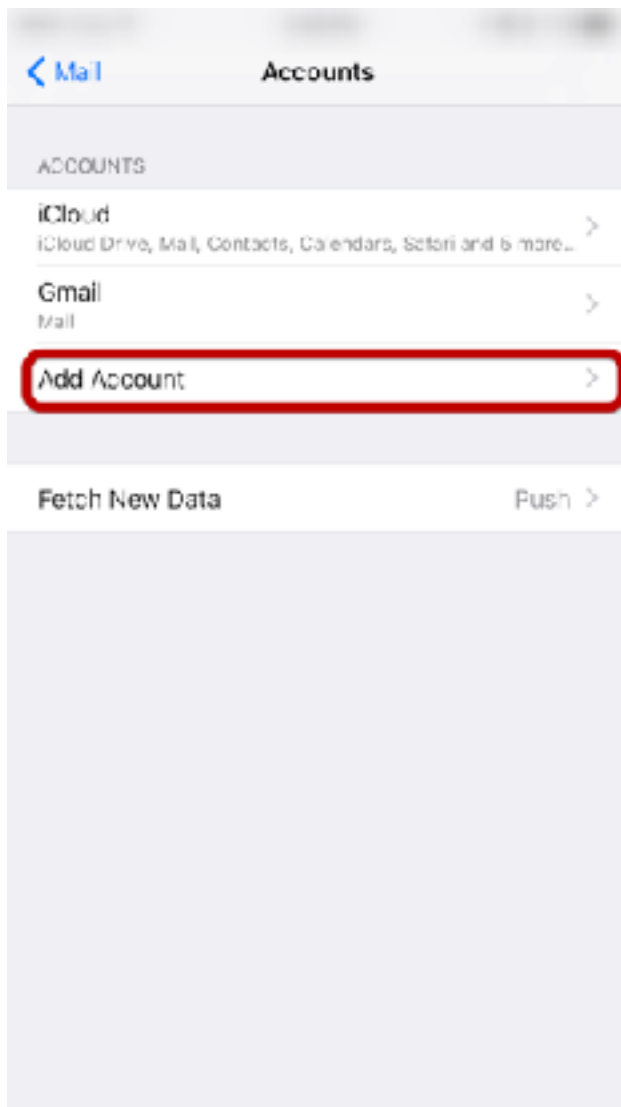 Mail
Accounts
ACCOUNTS
iCloud
iCloud Drive, Mail, Contacts, Calendars, Safari and 6 more...
Gmail
Mail
Add Account
Fetch New Data
Push